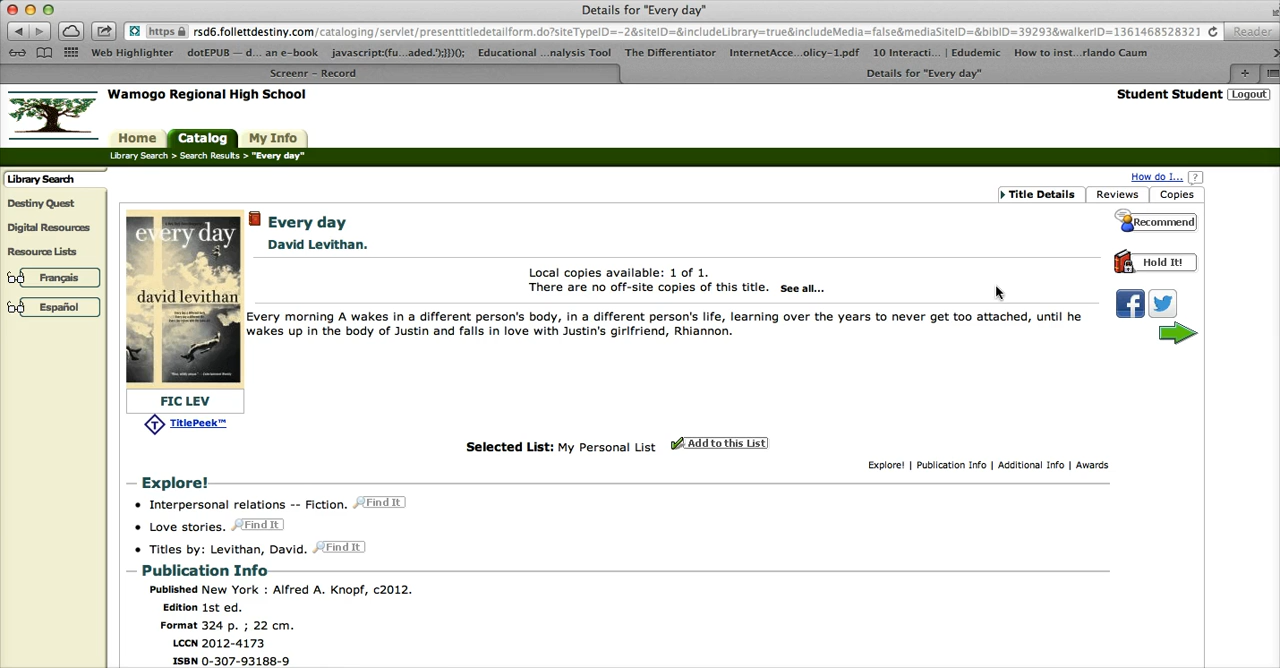 Details for "Every day"
https rsd6.follettdestiny.com/cataloging/servlet/presenttitledetailform.do?siteTypeID=-2&siteID=&includeLibrary=true&includeMedia=false&mediaSiteID=&bibID=39293&walkerID=1361468528321 Reader
Web Highlighter dotEPUB — d... an e-book javascript:(fu...aded.');}}(); Educational ...nalysis Tool The Differentiator InternetAcce...olicy-1.pdf 10 Interacti... | Edudemic How to inst...rlando Caum
Screenr - Record Details for "Every day" +
Wamogo Regional High School Student Student Logout
Home Catalog My Info
Library Search > Search Results > "Every day"
Library Search How do I... ?
Title Details Reviews Copies
Destiny Quest
Digital Resources
Resource Lists
Français
Español
every day
david levithan
FIC LEV
T TitlePeek™
Every day
David Levithan.
Recommend
Hold It!
Local copies available: 1 of 1.
There are no off-site copies of this title. See all...
Every morning A wakes in a different person's body, in a different person's life, learning over the years to never get too attached, until he
wakes up in the body of Justin and falls in love with Justin's girlfriend, Rhiannon.
Selected List: My Personal List Add to this List
Explore! | Publication Info | Additional Info | Awards
Explore!
• Interpersonal relations -- Fiction. Find It
• Love stories. Find It
• Titles by: Levithan, David. Find It
Publication Info
Published New York : Alfred A. Knopf, c2012.
Edition 1st ed.
Format 324 p. ; 22 cm.
LCCN 2012-4173
ISBN 0-307-93188-9